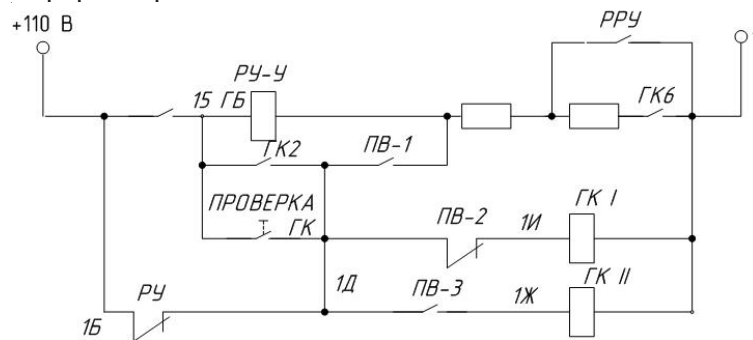 +110 В
РРУ
РУ-У
15 ГБ
ГК6
ГК2
ПВ-1
ПРОВЕРКА
ГК
ПВ-2
1И
ГК I
1Д
РУ
ПВ-3
1Ж
ГК II
1Б